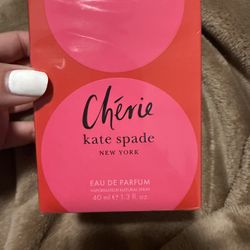 Chérie
kate spade
NEW YORK
EAU DE PARFUM
VAPORISATEUR NATURAL SPRAY
40 ml ℮ 1.3 fl. oz.